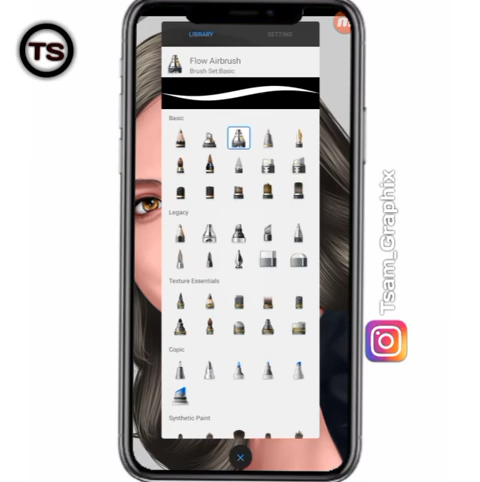 TS
LIBRARY
SETTING
Flow Airbrush
Brush Set:Basic
Basic
Legacy
Texture Essentials
Copic
Synthetic Paint
Tsam_Graphix